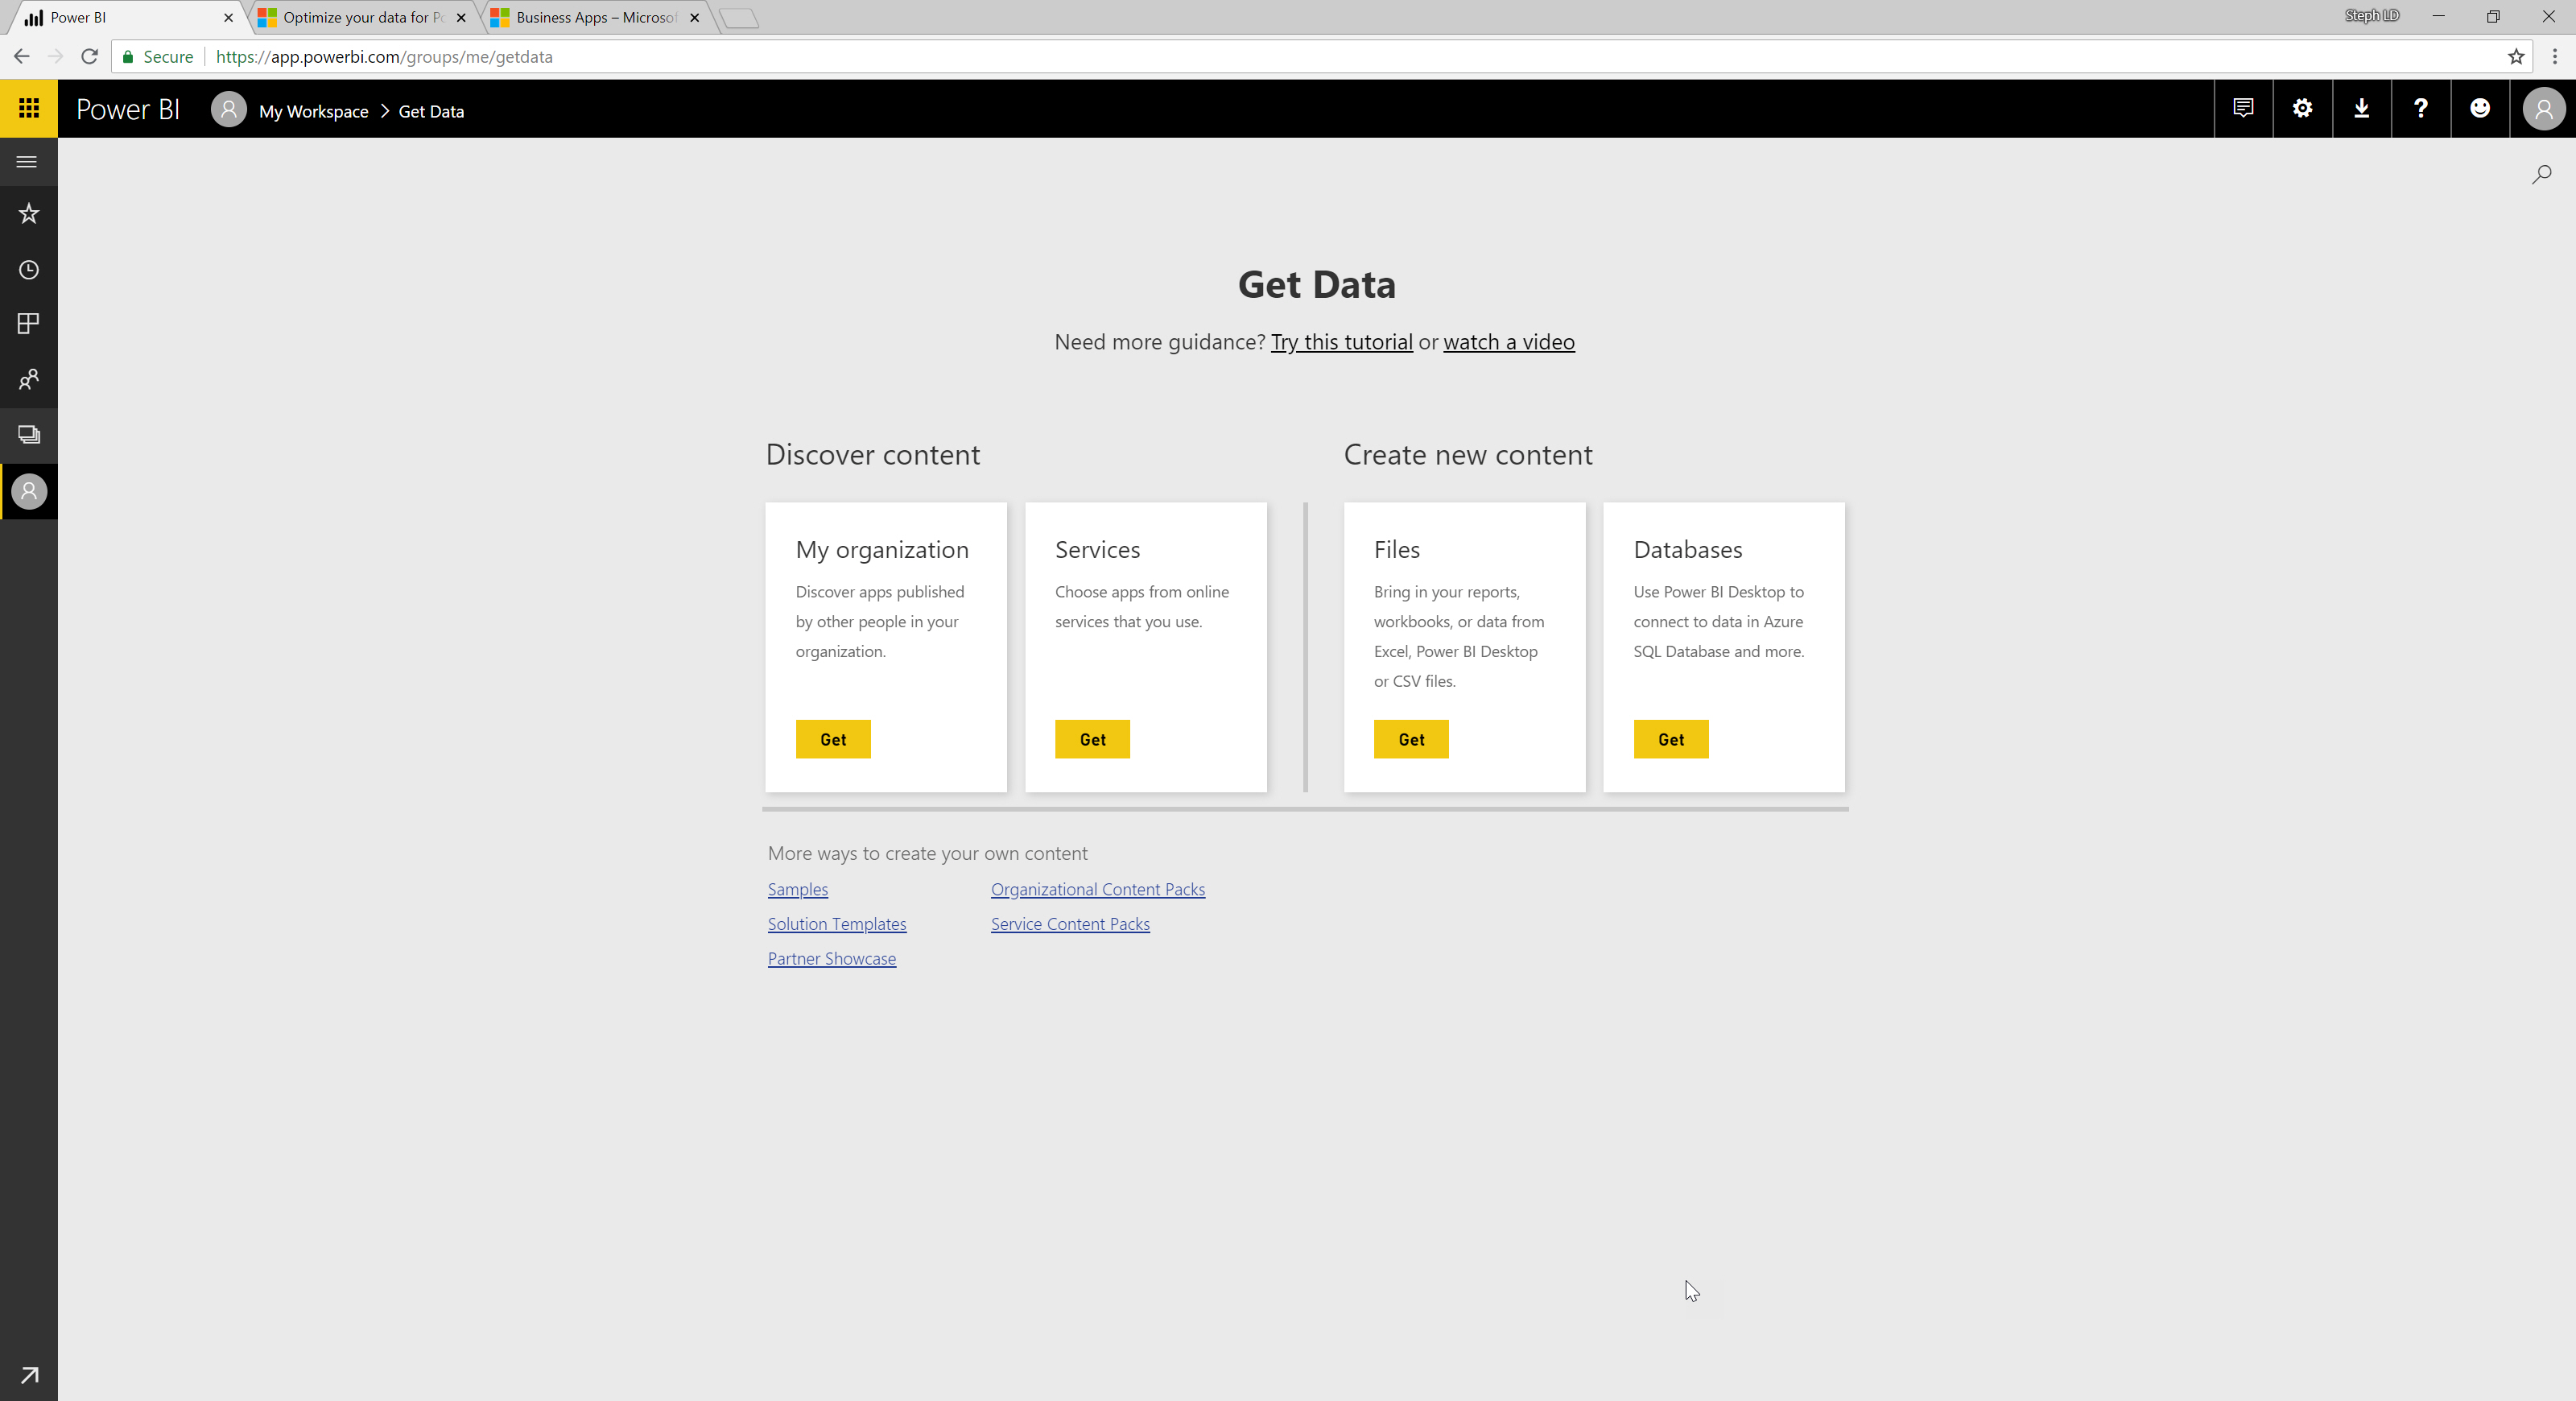 Power BI
Optimize your data for Po
Business Apps – Microsof
Steph LD
Secure
https://app.powerbi.com/groups/me/getdata
Power BI
My Workspace > Get Data
Get Data
Need more guidance? Try this tutorial or watch a video
Discover content
Create new content
My organization
Discover apps published
by other people in your
organization.
Get
Services
Choose apps from online
services that you use.
Get
Files
Bring in your reports,
workbooks, or data from
Excel, Power BI Desktop
or CSV files.
Get
Databases
Use Power BI Desktop to
connect to data in Azure
SQL Database and more.
Get
More ways to create your own content
Samples
Organizational Content Packs
Solution Templates
Service Content Packs
Partner Showcase